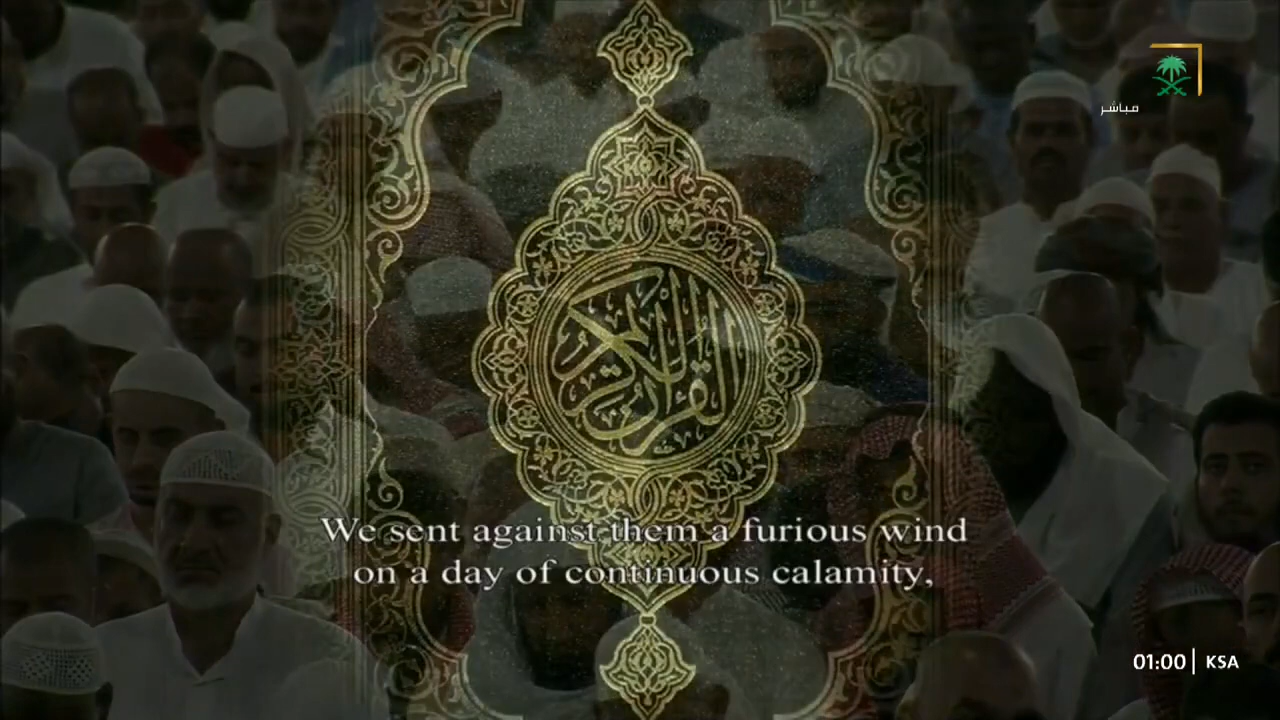 مباشر
القرآن الكريم
We sent against them a furious wind
on a day of continuous calamity,
01:00 | KSA